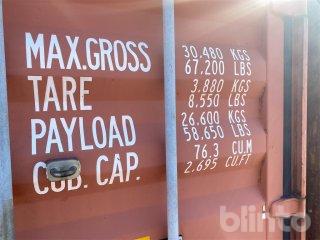 MAX.GROSS 30.480 KGS
67.200 LBS
TARE 3.880 KGS
8.550 LBS
PAYLOAD 26.600 KGS
58.650 LBS
CUB. CAP. 76.3 CU.M
2.695 CU.FT
blinto